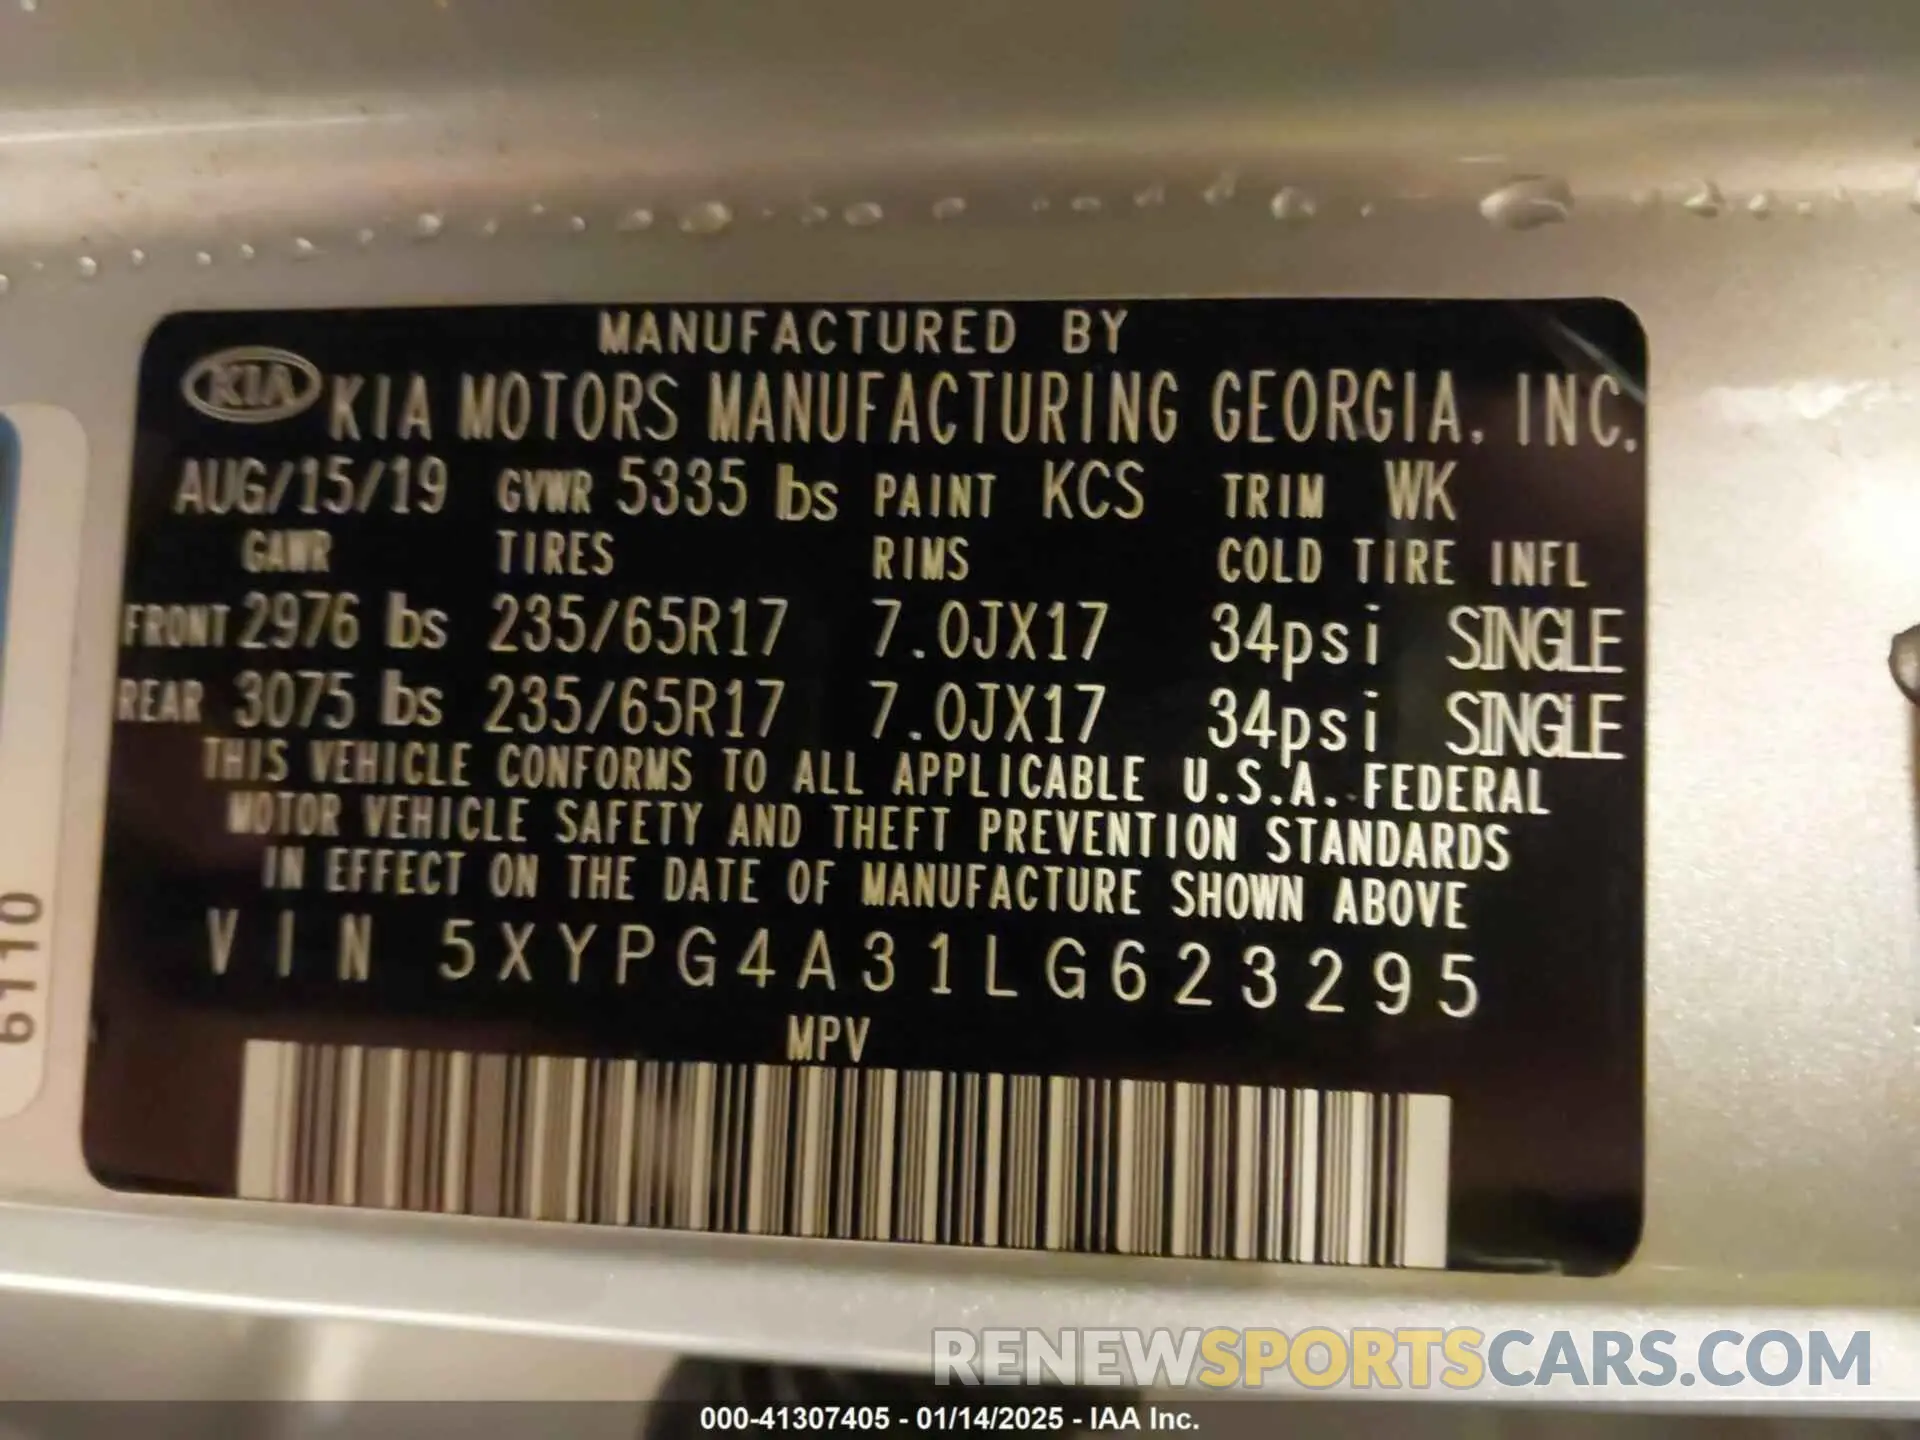 MANUFACTURED BY
KIA KIA MOTORS MANUFACTURING GEORGIA, INC.
AUG/15/19 GVWR 5335 lbs PAINT KCS TRIM WK
GAWR TIRES RIMS COLD TIRE INFL
FRONT 2976 lbs 235/65R17 7.0JX17 34psi SINGLE
REAR 3075 lbs 235/65R17 7.0JX17 34psi SINGLE
THIS VEHICLE CONFORMS TO ALL APPLICABLE U.S.A. FEDERAL
MOTOR VEHICLE SAFETY AND THEFT PREVENTION STANDARDS
IN EFFECT ON THE DATE OF MANUFACTURE SHOWN ABOVE
VIN 5XYPG4A31LG623295
MPV
6110
RENEWSPORTSCARS.COM
000-41307405 - 01/14/2025 - IAA Inc.